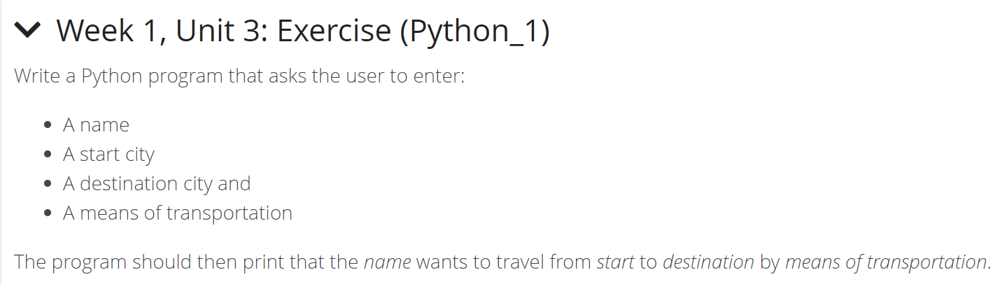 Week 1, Unit 3: Exercise (Python_1)
Write a Python program that asks the user to enter:
• A name
• A start city
• A destination city and
• A means of transportation
The program should then print that the name wants to travel from start to destination by means of transportation.